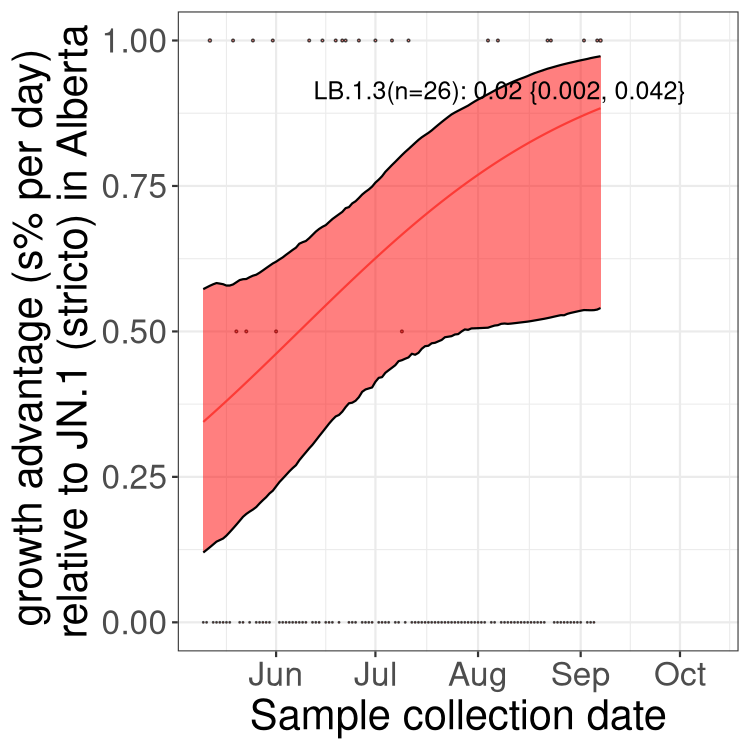 growth advantage (s% per day)
relative to JN.1 (stricto) in Alberta
1.00
0.75
0.50
0.25
0.00
LB.1.3(n=26): 0.02 {0.002, 0.042}
Jun Jul Aug Sep Oct
Sample collection date